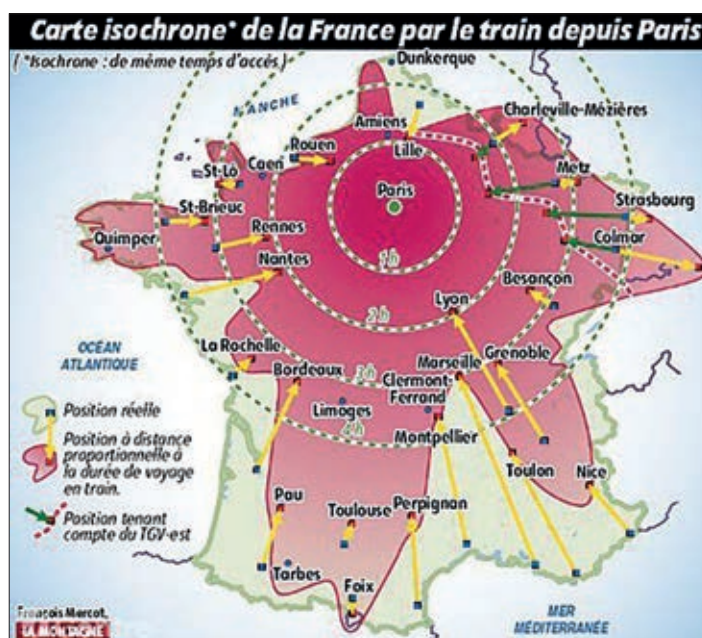 Carte isochrone* de la France par le train depuis Paris
(*Isochrone : de même temps d'accès)
Dunkerque
MANCHE
Charleville-Mézières
Amiens
Lille
Rouen
Caen
St-Lô
Metz
Paris
Strasbourg
St-Brieuc
Quimper
Rennes
Colmar
Nantes
1h
Besançon
Lyon
2h
OCÉAN
ATLANTIQUE
La Rochelle
Bordeaux
3h
Marseille
Grenoble
Clermont-
Ferrand
Limoges
4h
Montpellier
Position réelle
Position à distance
proportionnelle à
la durée de voyage
en train.
Position tenant
compte du TGV-est
Toulon
Nice
Pau
Toulouse
Perpignan
Tarbes
Foix
François Mercot,
LA MONTAGNE
MER
MÉDITERRANÉE